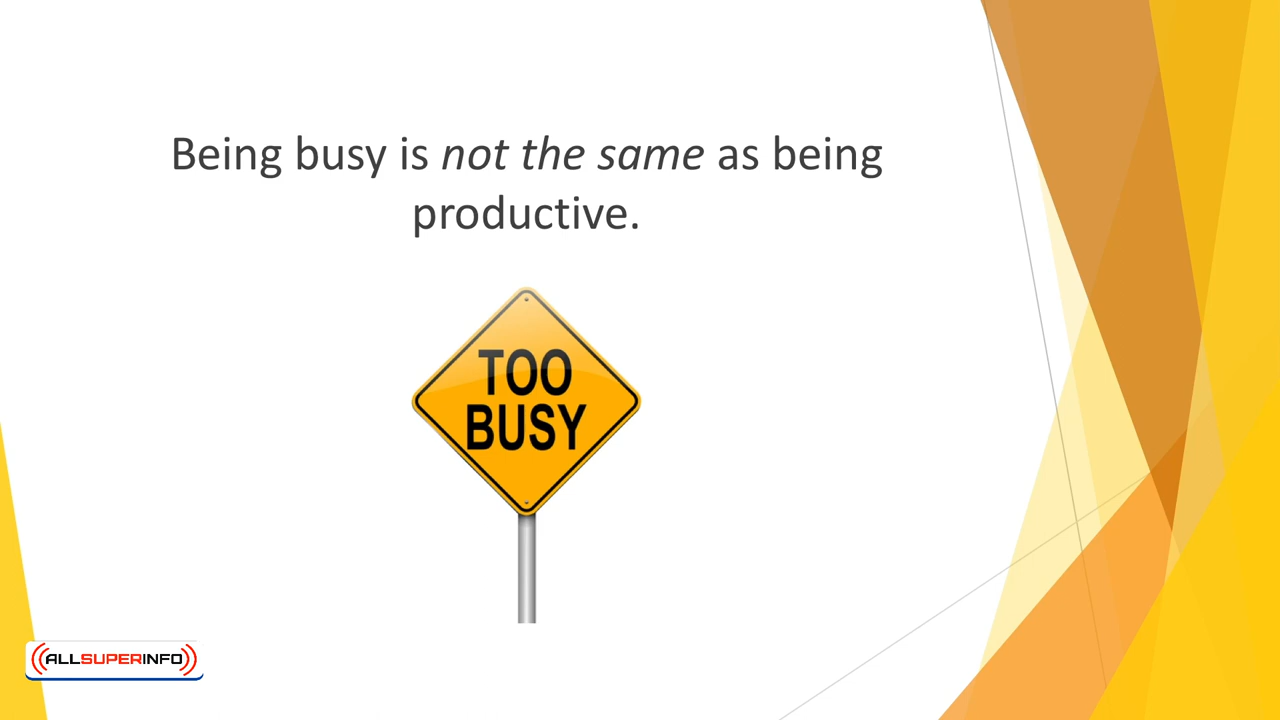 Being busy is not the same as being
productive.
TOO
BUSY
ALLSUPERINFO